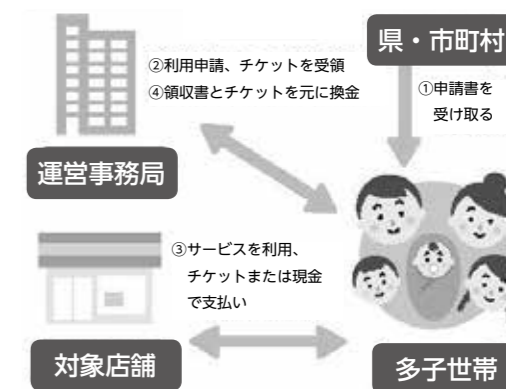 県・市町村
②利用申請、チケットを受領
④領収書とチケットを元に換金
①申請書を
受け取る
運営事務局
③サービスを利用、
チケットまたは現金
で支払い
対象店舗
多子世帯